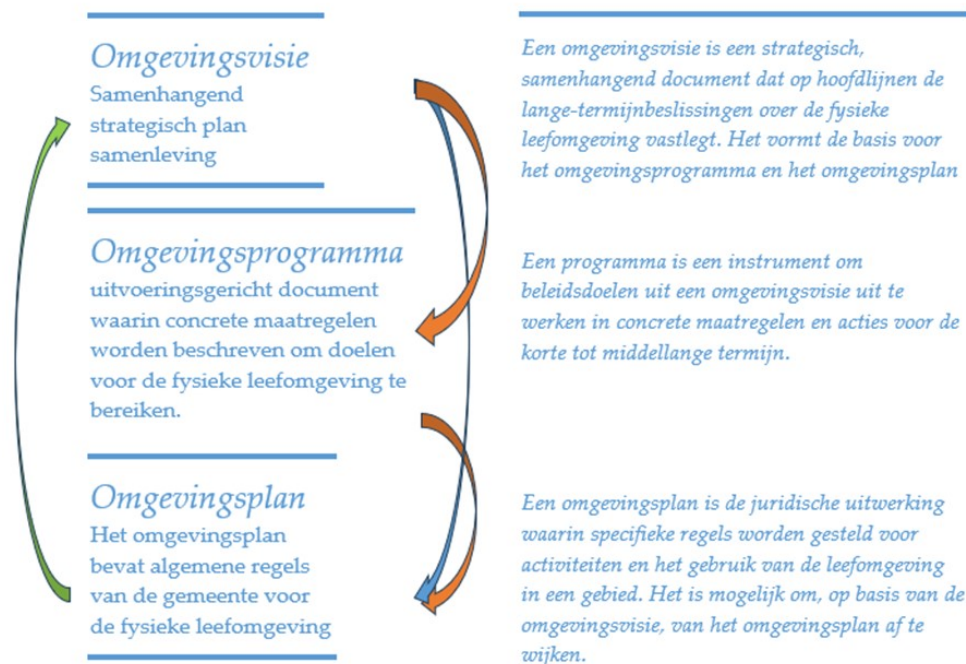 Omgevingsvisie
Samenhangend
strategisch plan
samenleving
Een omgevingsvisie is een strategisch,
samenhangend document dat op hoofdlijnen de
lange-termijnbeslissingen over de fysieke
leefomgeving vastlegt. Het vormt de basis voor
het omgevingsprogramma en het omgevingsplan
Omgevingsprogramma
uitvoeringsgericht document
waarin concrete maatregelen
worden beschreven om doelen
voor de fysieke leefomgeving te
bereiken.
Een programma is een instrument om
beleidsdoelen uit een omgevingsvisie uit te
werken in concrete maatregelen en acties voor de
korte tot middellange termijn.
Omgevingsplan
Het omgevingsplan
bevat algemene regels
van de gemeente voor
de fysieke leefomgeving
Een omgevingsplan is de juridische uitwerking
waarin specifieke regels worden gesteld voor
activiteiten en het gebruik van de leefomgeving
in een gebied. Het is mogelijk om, op basis van de
omgevingsvisie, van het omgevingsplan af te
wijken.